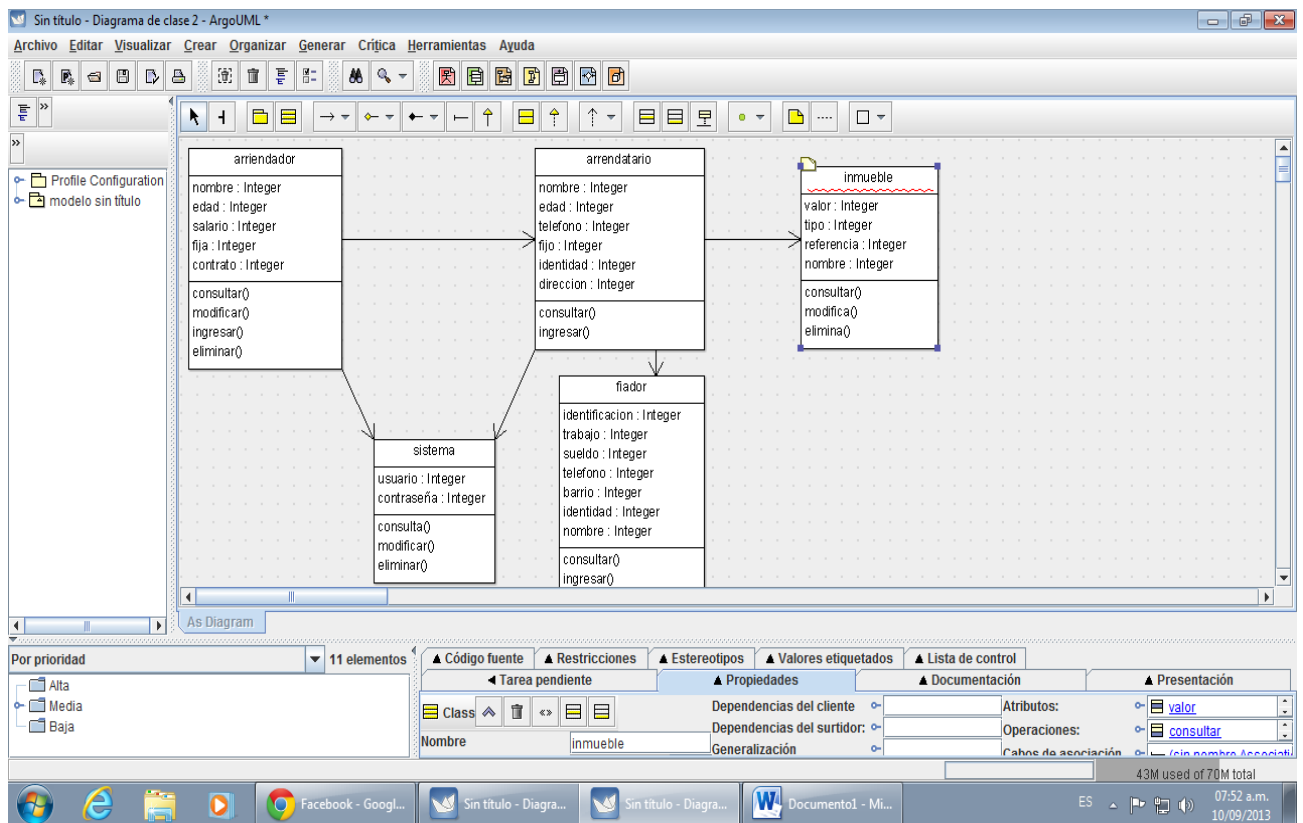 Sin título - Diagrama de clase 2 - ArgoUML *
Archivo Editar Visualizar Crear Organizar Generar Crítica Herramientas Ayuda
Profile Configuration
modelo sin título
arriendador
nombre : Integer
edad : Integer
salario : Integer
fija : Integer
contrato : Integer
consultar()
modificar()
ingresar()
eliminar()
arrendatario
nombre : Integer
edad : Integer
telefono : Integer
fijo : Integer
identidad : Integer
direccion : Integer
consultar()
ingresar()
inmueble
valor : Integer
tipo : Integer
referencia : Integer
nombre : Integer
consultar()
modifica()
elimina()
sistema
usuario : Integer
contraseña : Integer
consulta()
modificar()
eliminar()
fiador
identificacion : Integer
trabajo : Integer
sueldo : Integer
telefono : Integer
barrio : Integer
identidad : Integer
nombre : Integer
consultar()
ingresar()
As Diagram
Por prioridad 11 elementos
Alta
Media
Baja
Código fuente Restricciones Estereotipos Valores etiquetados Lista de control
Tarea pendiente Propiedades Documentación Presentación
Class
Nombre inmueble
Dependencias del cliente
Dependencias del surtidor:
Generalización
Atributos: valor
Operaciones: consultar
Cabos de asociación (sin nombre Associati
43M used of 70M total
Facebook - Googl... Sin título - Diagra... Sin título - Diagra... Documento1 - Mi... ES 07:52 a.m.
10/09/2013